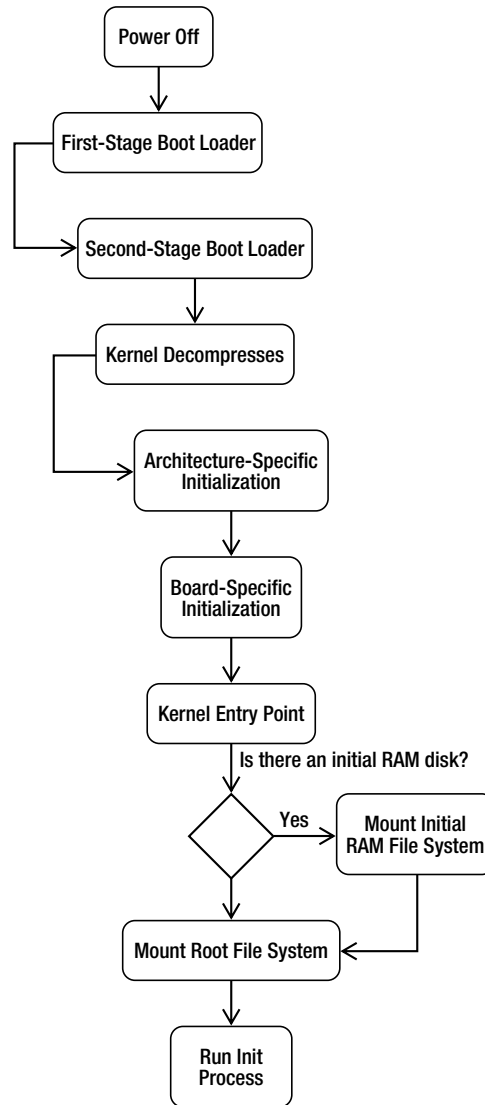 Power Off
First-Stage Boot Loader
Second-Stage Boot Loader
Kernel Decompresses
Architecture-Specific
Initialization
Board-Specific
Initialization
Kernel Entry Point
Is there an initial RAM disk?
Yes
Mount Initial
RAM File System
Mount Root File System
Run Init
Process